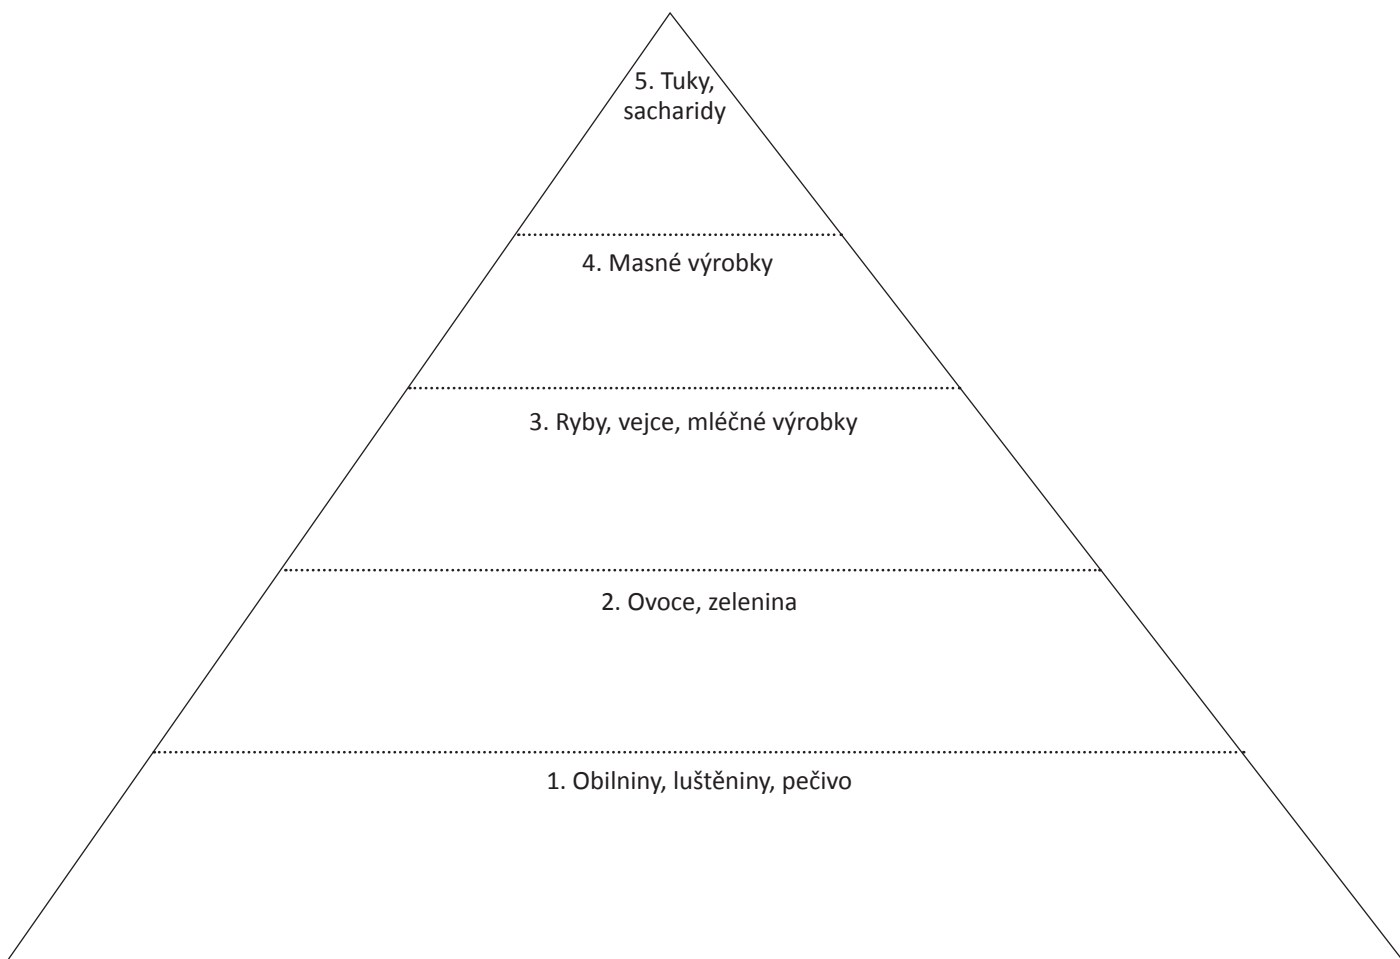 5. Tuky,
sacharidy
4. Masné výrobky
3. Ryby, vejce, mléčné výrobky
2. Ovoce, zelenina
1. Obilniny, luštěniny, pečivo